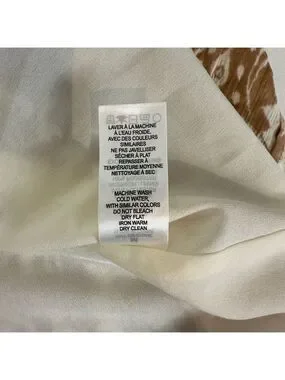 LAVER À LA MACHINE
À L'EAU FROIDE,
AVEC DES COULEURS
SIMILAIRES
NE PAS JAVELLISER
SÉCHER À PLAT
REPASSER À
TEMPÉRATURE MOYENNE
NETTOYAGE À SEC
MACHINE WASH
COLD WATER,
WITH SIMILAR COLORS
DO NOT BLEACH
DRY FLAT
IRON WARM
DRY CLEAN